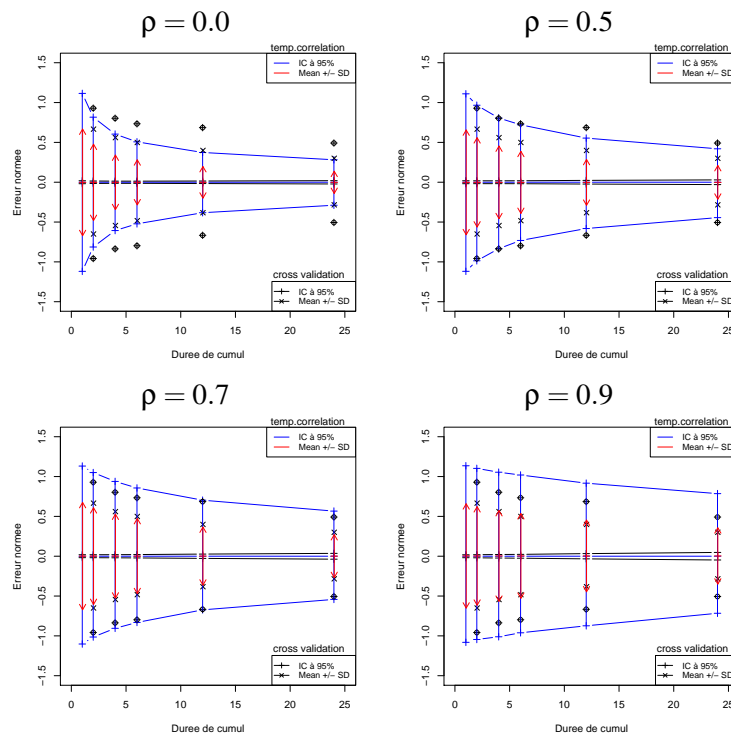 ρ = 0.0
temp.correlation
IC à 95%
Mean +/− SD
1.5
1.0
0.5
0.0
−0.5
−1.0
−1.5
Erreur normee
cross validation
IC à 95%
Mean +/− SD
0 5 10 15 20 25
Duree de cumul
ρ = 0.5
temp.correlation
IC à 95%
Mean +/− SD
1.5
1.0
0.5
0.0
−0.5
−1.0
−1.5
Erreur normee
cross validation
IC à 95%
Mean +/− SD
0 5 10 15 20 25
Duree de cumul
ρ = 0.7
temp.correlation
IC à 95%
Mean +/− SD
1.5
1.0
0.5
0.0
−0.5
−1.0
−1.5
Erreur normee
cross validation
IC à 95%
Mean +/− SD
0 5 10 15 20 25
Duree de cumul
ρ = 0.9
temp.correlation
IC à 95%
Mean +/− SD
1.5
1.0
0.5
0.0
−0.5
−1.0
−1.5
Erreur normee
cross validation
IC à 95%
Mean +/− SD
0 5 10 15 20 25
Duree de cumul